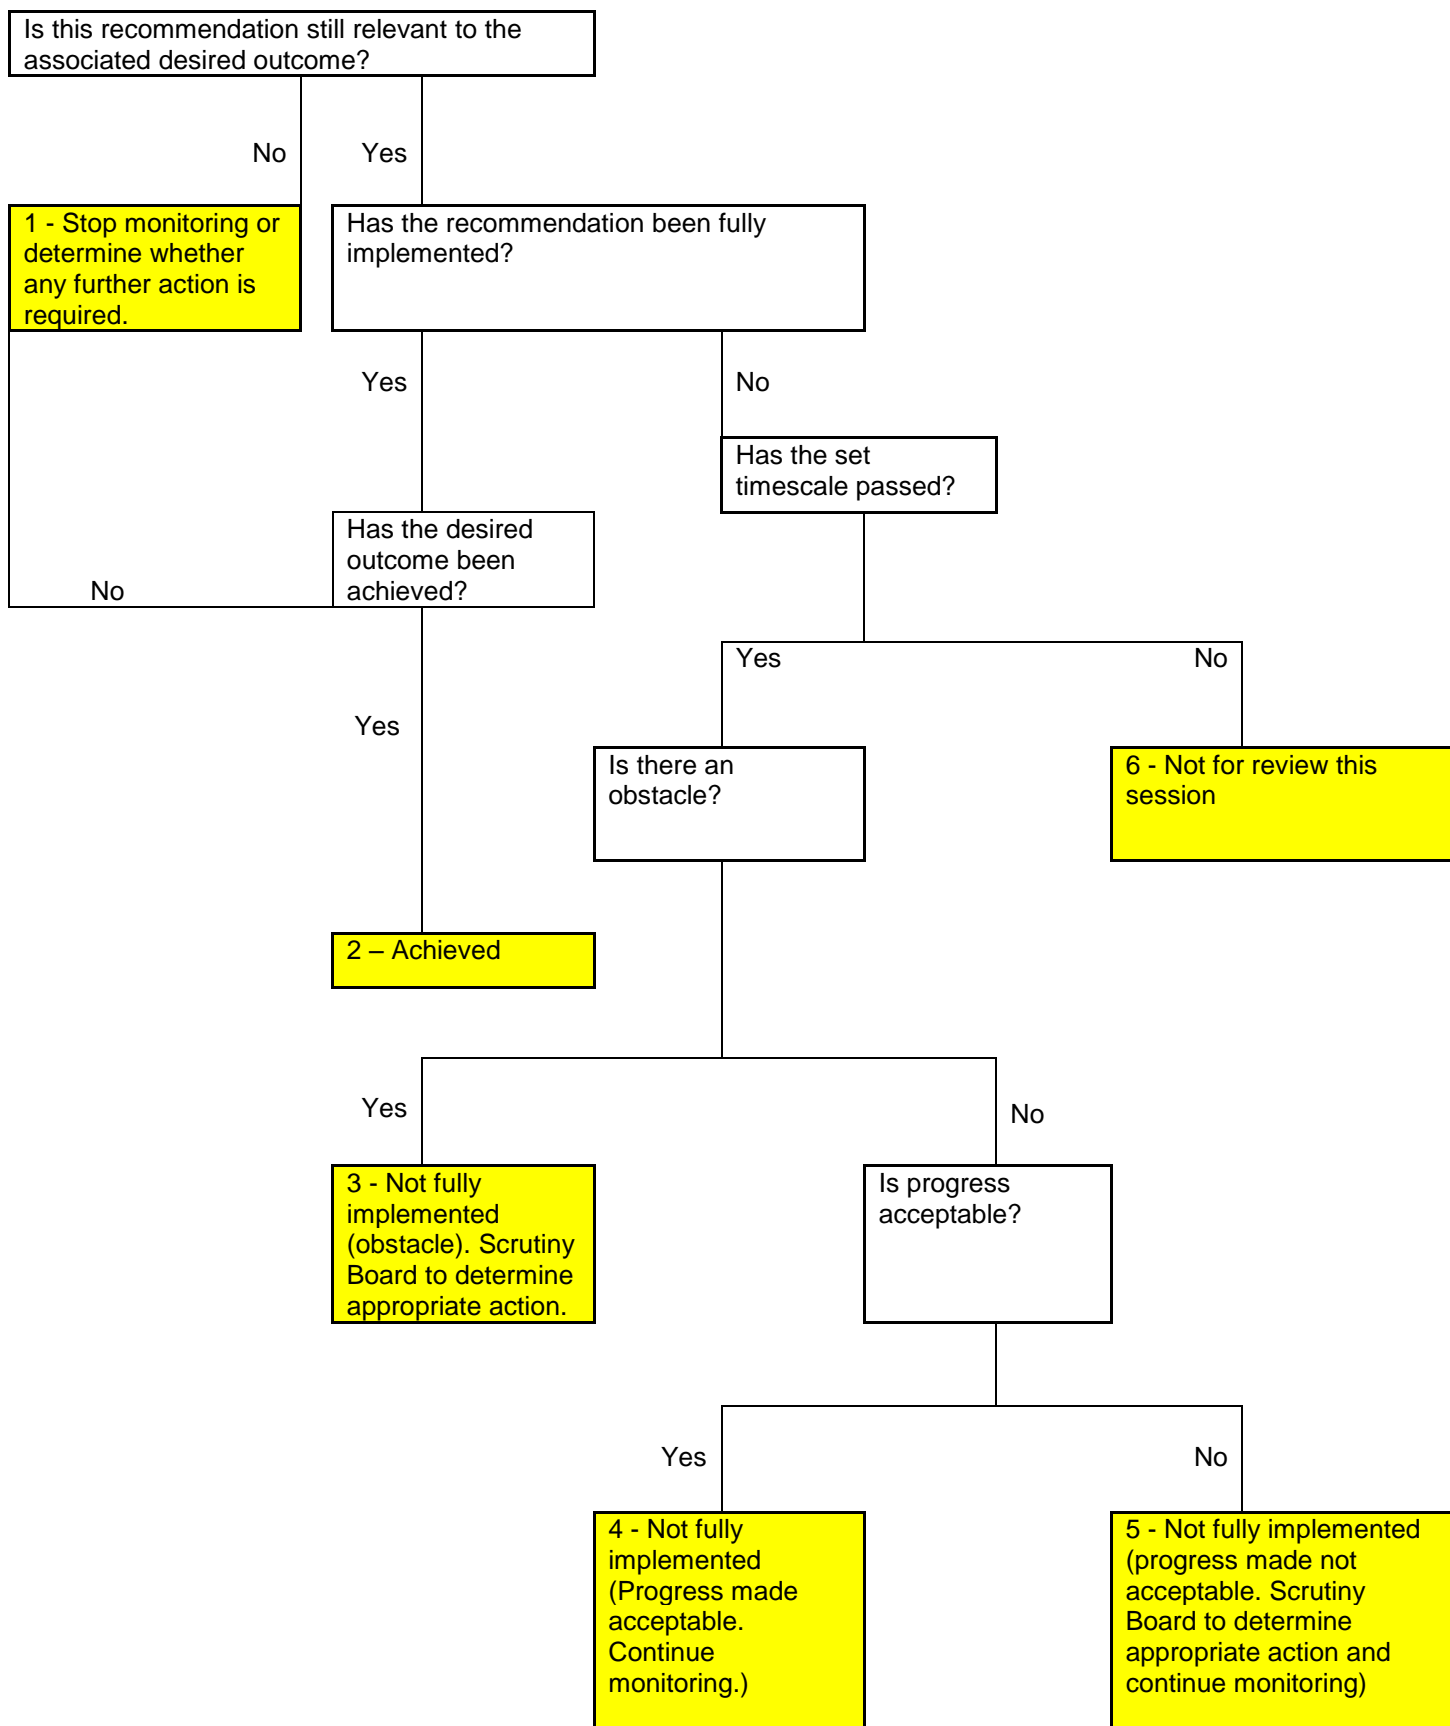 Is this recommendation still relevant to the
associated desired outcome?
No
Yes
1 - Stop monitoring or
determine whether
any further action is
required.
Has the recommendation been fully
implemented?
Yes
No
Has the set
timescale passed?
Has the desired
outcome been
achieved?
No
Yes
No
Yes
Is there an
obstacle?
6 - Not for review this
session
2 – Achieved
Yes
No
3 - Not fully
implemented
(obstacle). Scrutiny
Board to determine
appropriate action.
Is progress
acceptable?
Yes
No
4 - Not fully
implemented
(Progress made
acceptable.
Continue
monitoring.)
5 - Not fully implemented
(progress made not
acceptable. Scrutiny
Board to determine
appropriate action and
continue monitoring)